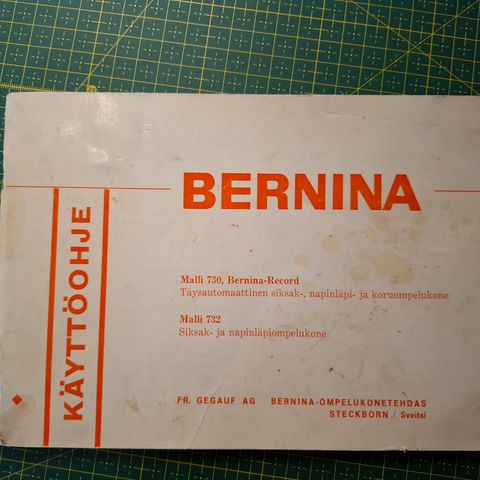 BERNINA
KÄYTTÖOHJE
Malli 730, Bernina-Record
Täysautomaattinen siksak-, napinläpi- ja koruompelukone
Malli 732
Siksak- ja napinläpiompelukone
FR. GEGAUF AG BERNINA-OMPELUKONETEHDAS
STECKBORN / Sveitsi